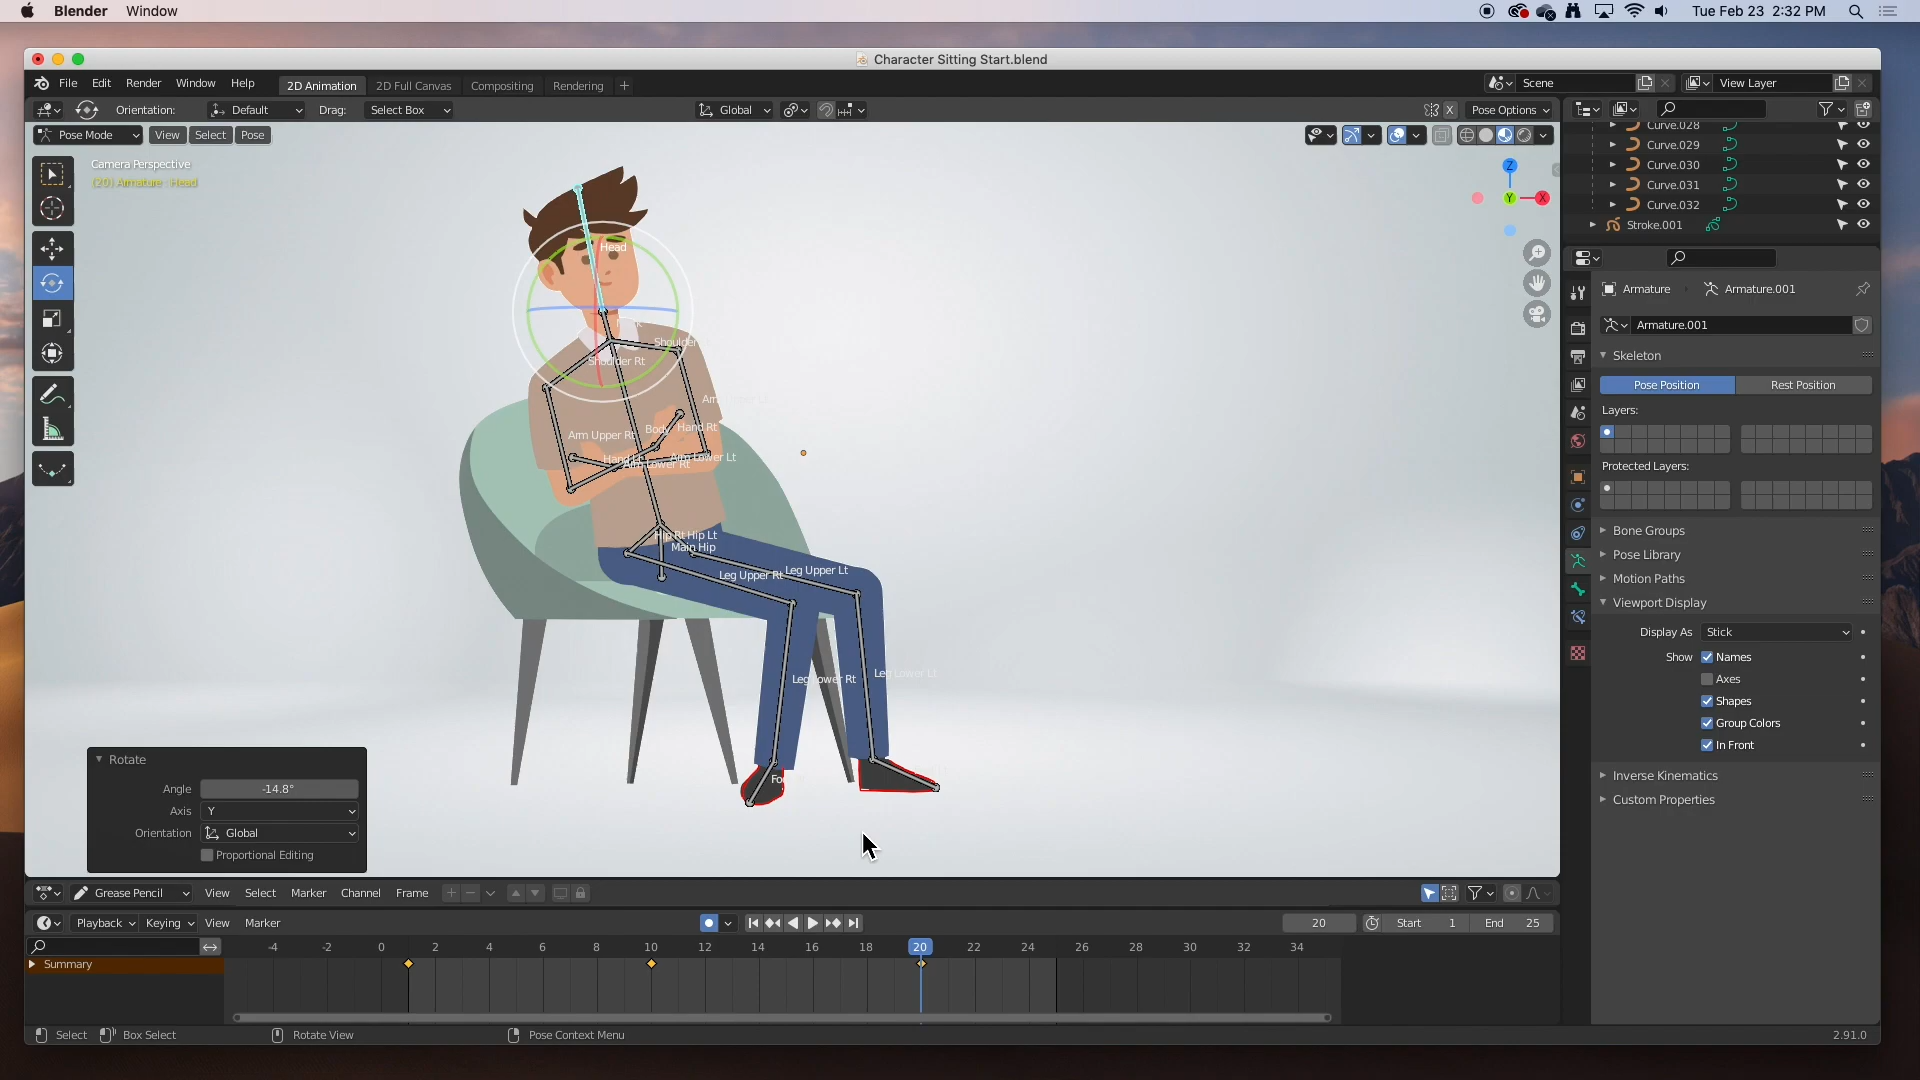 Blender Window
Tue Feb 23 2:32 PM
Character Sitting Start.blend
File Edit Render Window Help
2D Animation 2D Full Canvas Compositing Rendering +
Scene
View Layer
Orientation: Default Drag: Select Box
Global
X Pose Options
Pose Mode View Select Pose
Camera Perspective
(20) Armature : Head
Z
Y
X
Curve.028
Curve.029
Curve.030
Curve.031
Curve.032
Stroke.001
Armature Armature.001
Armature.001
Skeleton
Pose Position Rest Position
Layers:
Protected Layers:
Bone Groups
Pose Library
Motion Paths
Viewport Display
Display As Stick
Show Names
Axes
Shapes
Group Colors
In Front
Inverse Kinematics
Custom Properties
Head
Shoulder
Shoulder Rt
Arm Upper Rt
Body
Hand Rt
Hand Lt
Arm Lower Rt
Arm Lower Lt
Hip Rt Hip Lt
Main Hip
Leg Upper Rt
Leg Upper Lt
Leg Lower Rt
Leg Lower Lt
Rotate
Angle -14.8°
Axis Y
Orientation Global
Proportional Editing
Grease Pencil View Select Marker Channel Frame
Playback Keying View Marker
20 Start 1 End 25
-4 -2 0 2 4 6 8 10 12 14 16 18 20 22 24 26 28 30 32 34
Summary
Select Box Select Rotate View Pose Context Menu
2.91.0